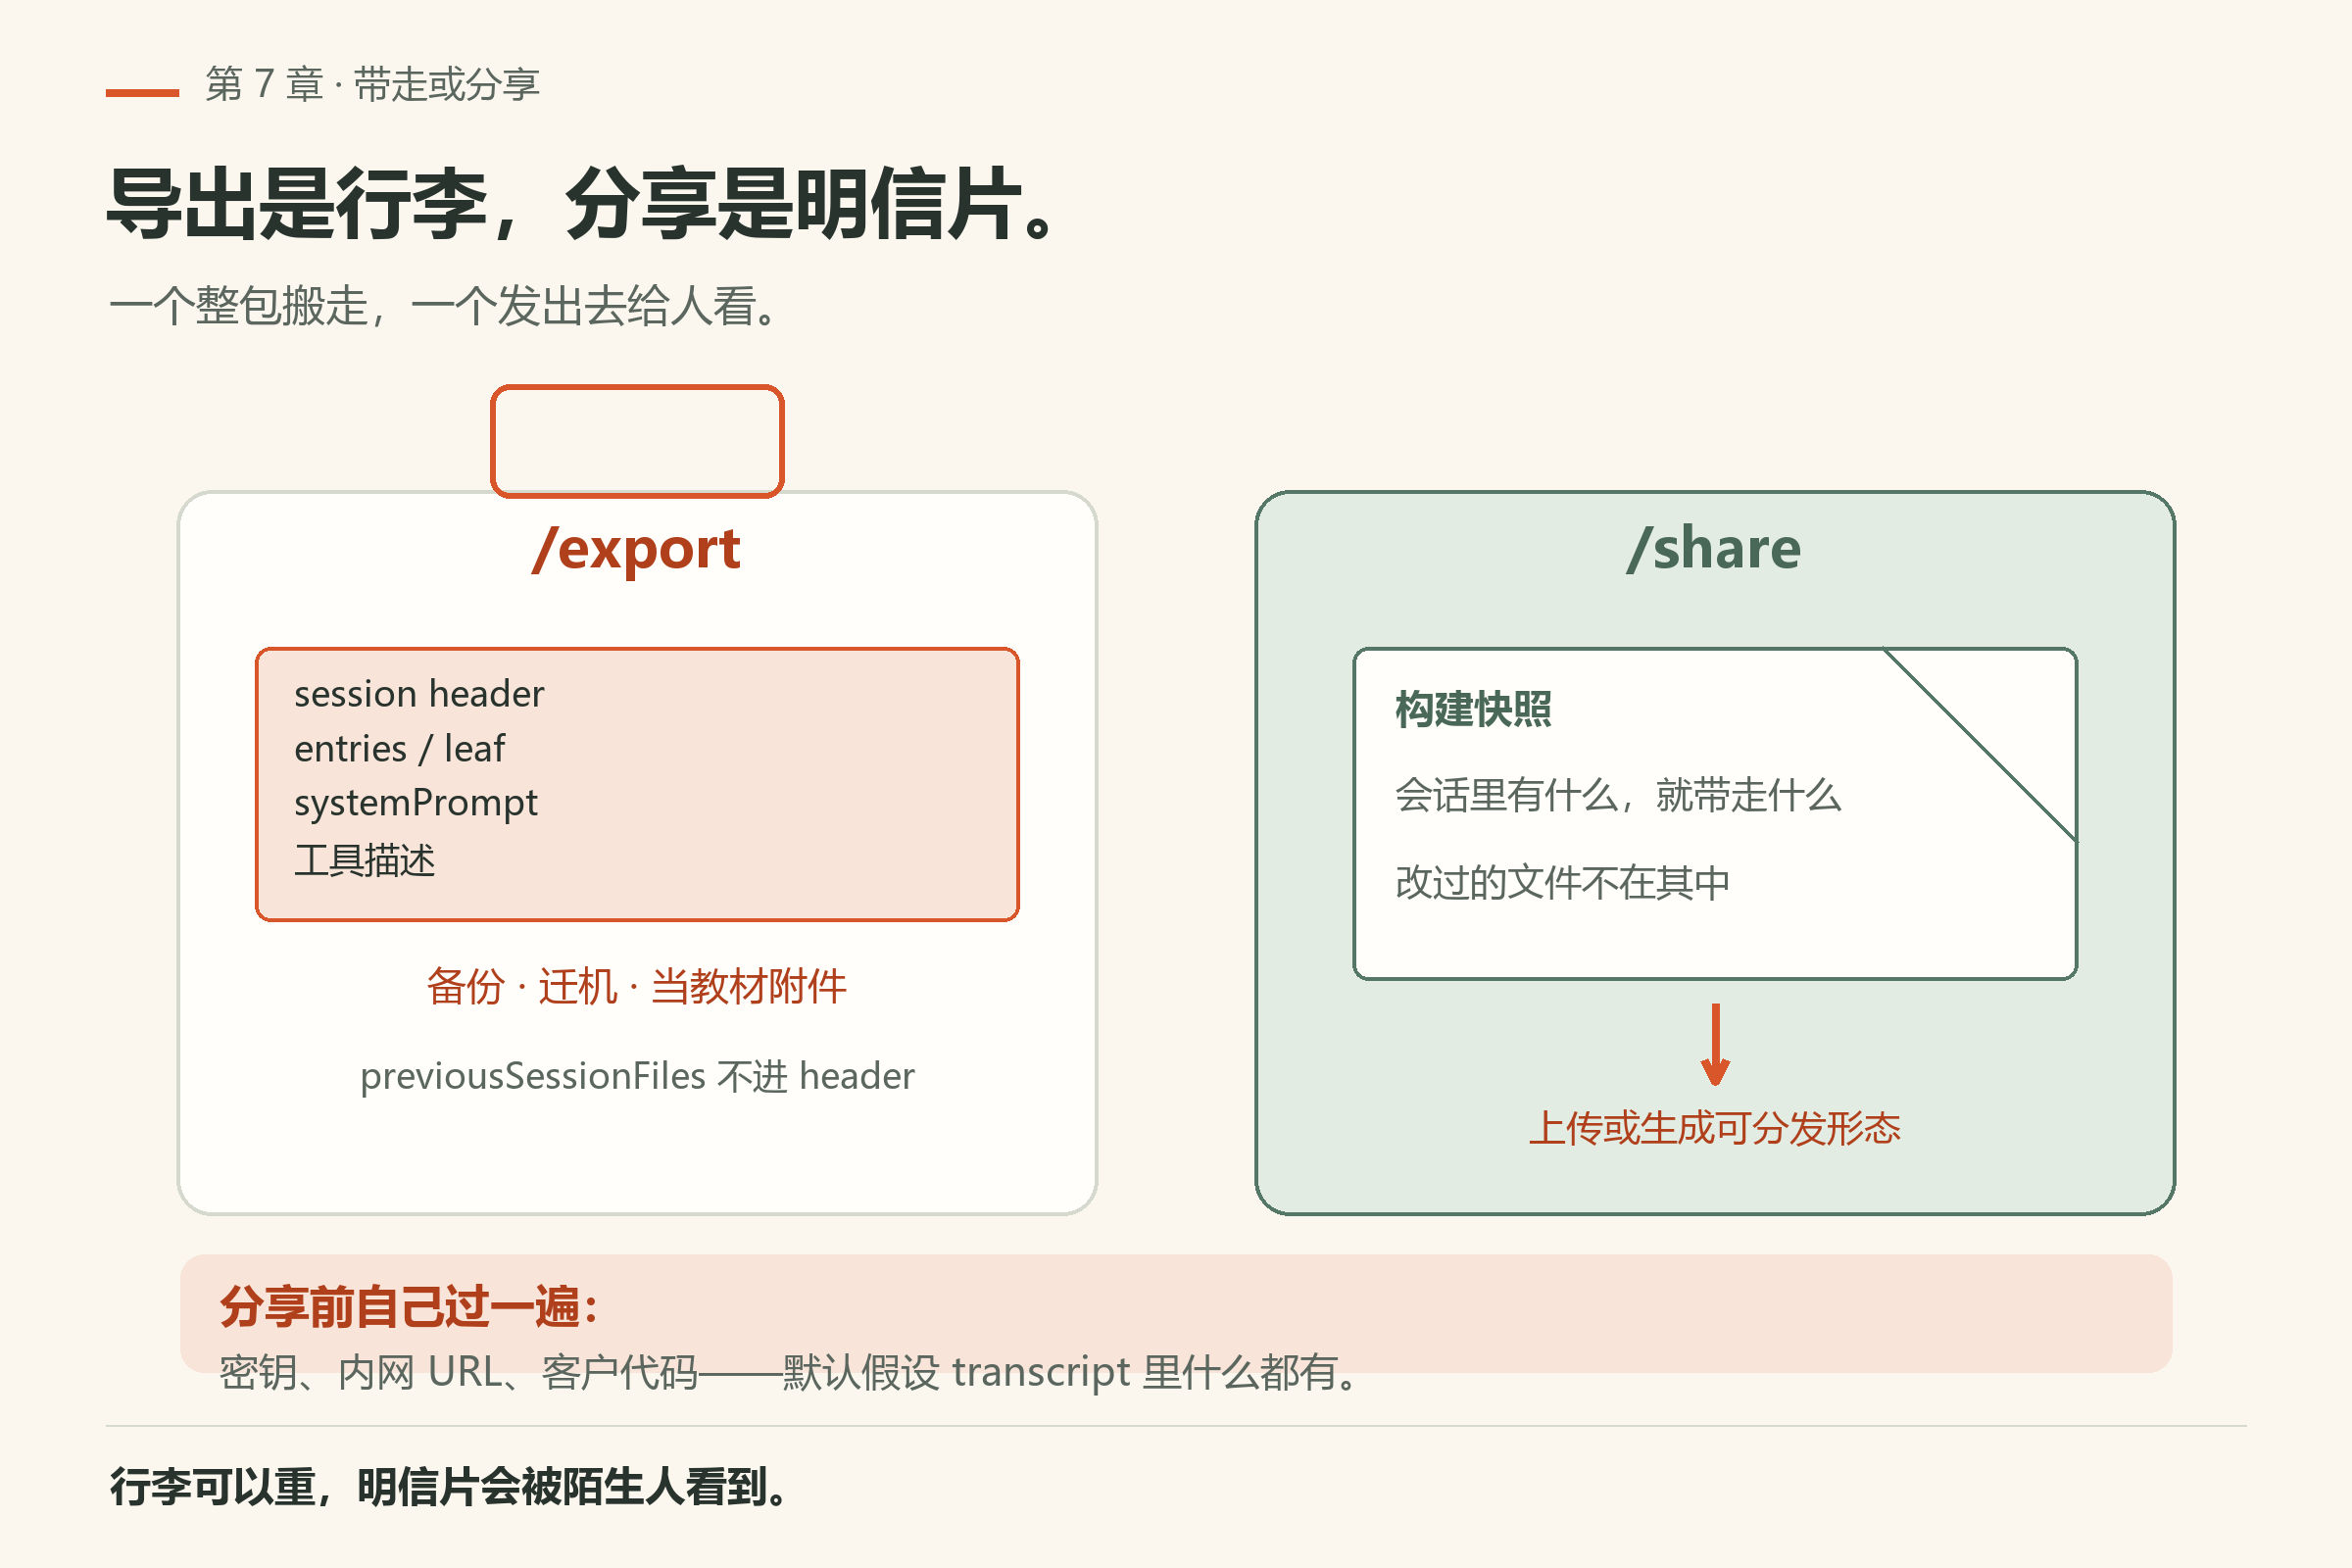 第 7 章 · 带走或分享
导出是行李，分享是明信片。
一个整包搬走，一个发出去给人看。
/export
session header
entries / leaf
systemPrompt
工具描述
备份 · 迁机 · 当教材附件
previousSessionFiles 不进 header
/share
构建快照
会话里有什么，就带走什么
改过的文件不在其中
上传或生成可分发形态
分享前自己过一遍：
密钥、内网 URL、客户代码——默认假设 transcript 里什么都有。
行李可以重，明信片会被陌生人看到。